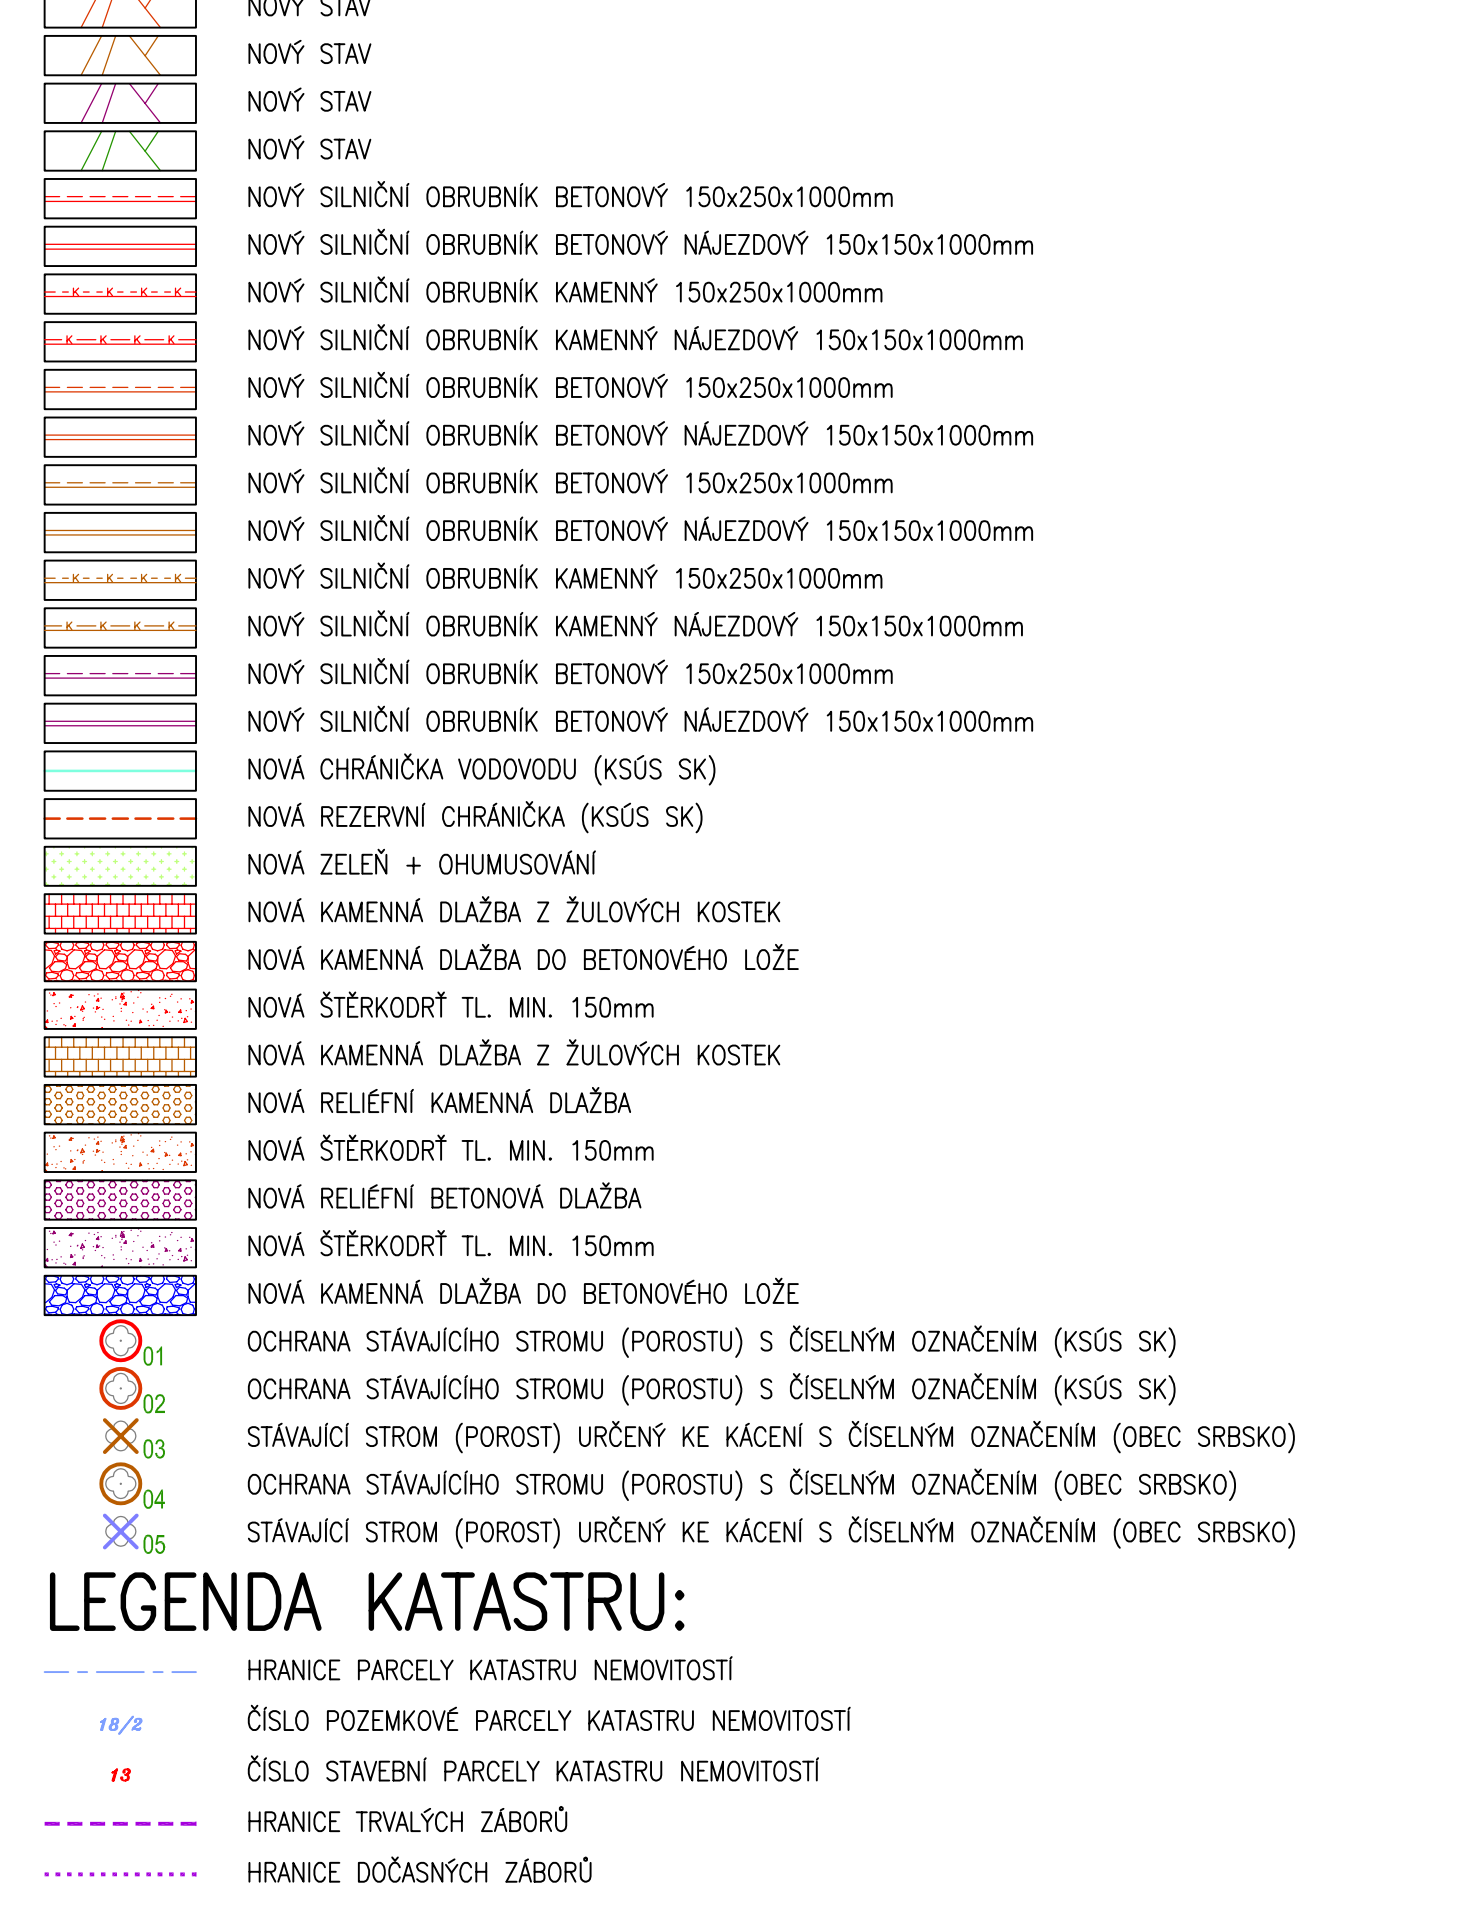 NOVÝ STAV
NOVÝ STAV
NOVÝ STAV
NOVÝ STAV
NOVÝ SILNIČNÍ OBRUBNÍK BETONOVÝ 150x250x1000mm
NOVÝ SILNIČNÍ OBRUBNÍK BETONOVÝ NÁJEZDOVÝ 150x150x1000mm
K K K K NOVÝ SILNIČNÍ OBRUBNÍK KAMENNÝ 150x250x1000mm
K K K K NOVÝ SILNIČNÍ OBRUBNÍK KAMENNÝ NÁJEZDOVÝ 150x150x1000mm
NOVÝ SILNIČNÍ OBRUBNÍK BETONOVÝ 150x250x1000mm
NOVÝ SILNIČNÍ OBRUBNÍK BETONOVÝ NÁJEZDOVÝ 150x150x1000mm
NOVÝ SILNIČNÍ OBRUBNÍK BETONOVÝ 150x250x1000mm
NOVÝ SILNIČNÍ OBRUBNÍK BETONOVÝ NÁJEZDOVÝ 150x150x1000mm
K K K K NOVÝ SILNIČNÍ OBRUBNÍK KAMENNÝ 150x250x1000mm
K K K K NOVÝ SILNIČNÍ OBRUBNÍK KAMENNÝ NÁJEZDOVÝ 150x150x1000mm
NOVÝ SILNIČNÍ OBRUBNÍK BETONOVÝ 150x250x1000mm
NOVÝ SILNIČNÍ OBRUBNÍK BETONOVÝ NÁJEZDOVÝ 150x150x1000mm
NOVÁ CHRÁNIČKA VODOVODU (KSÚS SK)
NOVÁ REZERVNÍ CHRÁNIČKA (KSÚS SK)
NOVÁ ZELEŇ + OHUMUSOVÁNÍ
NOVÁ KAMENNÁ DLAŽBA Z ŽULOVÝCH KOSTEK
NOVÁ KAMENNÁ DLAŽBA DO BETONOVÉHO LOŽE
NOVÁ ŠTĚRKODRŤ TL. MIN. 150mm
NOVÁ KAMENNÁ DLAŽBA Z ŽULOVÝCH KOSTEK
NOVÁ RELIÉFNÍ KAMENNÁ DLAŽBA
NOVÁ ŠTĚRKODRŤ TL. MIN. 150mm
NOVÁ RELIÉFNÍ BETONOVÁ DLAŽBA
NOVÁ ŠTĚRKODRŤ TL. MIN. 150mm
NOVÁ KAMENNÁ DLAŽBA DO BETONOVÉHO LOŽE
01 OCHRANA STÁVAJÍCÍHO STROMU (POROSTU) S ČÍSELNÝM OZNAČENÍM (KSÚS SK)
02 OCHRANA STÁVAJÍCÍHO STROMU (POROSTU) S ČÍSELNÝM OZNAČENÍM (KSÚS SK)
03 STÁVAJÍCÍ STROM (POROST) URČENÝ KE KÁCENÍ S ČÍSELNÝM OZNAČENÍM (OBEC SRBSKO)
04 OCHRANA STÁVAJÍCÍHO STROMU (POROSTU) S ČÍSELNÝM OZNAČENÍM (OBEC SRBSKO)
05 STÁVAJÍCÍ STROM (POROST) URČENÝ KE KÁCENÍ S ČÍSELNÝM OZNAČENÍM (OBEC SRBSKO)
LEGENDA KATASTRU:
HRANICE PARCELY KATASTRU NEMOVITOSTÍ
18/2 ČÍSLO POZEMKOVÉ PARCELY KATASTRU NEMOVITOSTÍ
13 ČÍSLO STAVEBNÍ PARCELY KATASTRU NEMOVITOSTÍ
HRANICE TRVALÝCH ZÁBORŮ
HRANICE DOČASNÝCH ZÁBORŮ